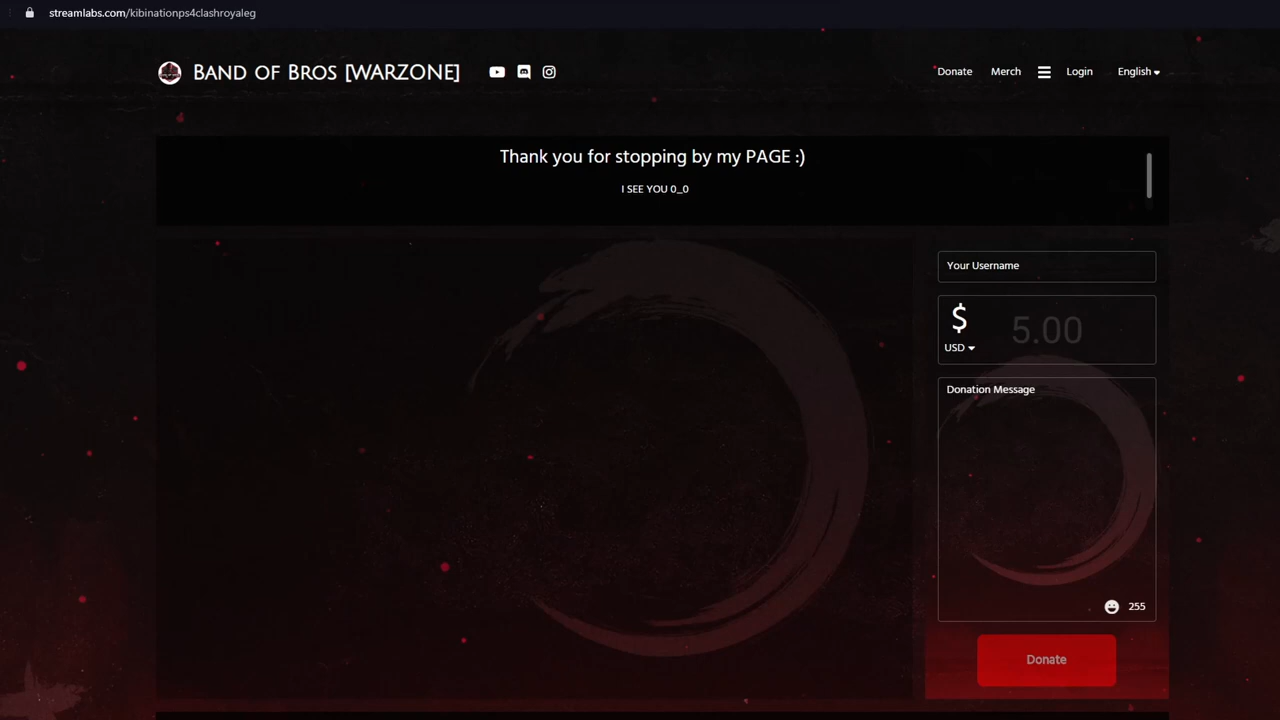 streamlabs.com/kibinationps4clashroyaleg
BAND OF BROS [WARZONE]
Donate
Merch
Login
English
Thank you for stopping by my PAGE :)
I SEE YOU 0_0
Your Username
$
5.00
USD
Donation Message
255
Donate